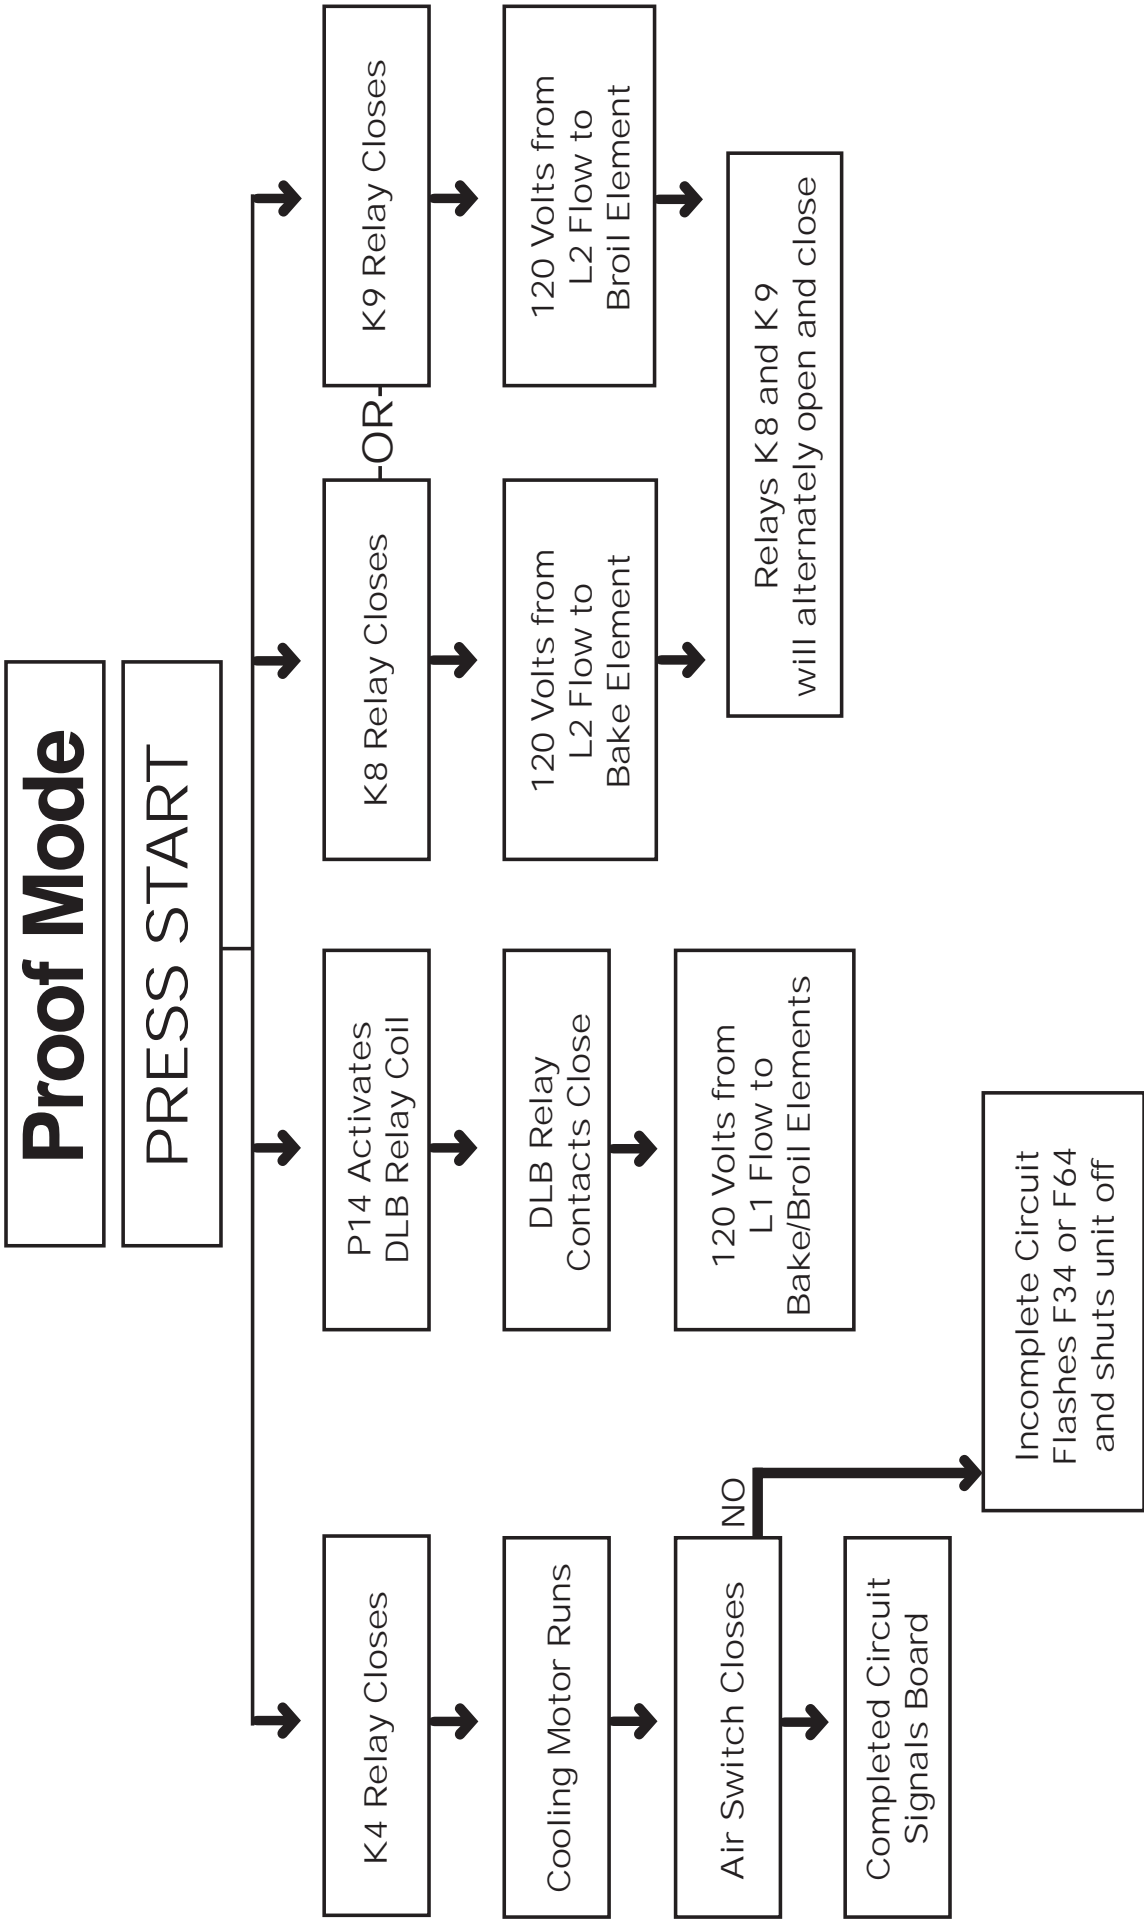 Proof Mode
PRESS START
K4 Relay Closes
Cooling Motor Runs
Air Switch Closes
NO
Completed Circuit
Signals Board
Incomplete Circuit
Flashes F34 or F64
and shuts unit off
P14 Activates
DLB Relay Coil
DLB Relay
Contacts Close
120 Volts from
L1 Flow to
Bake/Broil Elements
K8 Relay Closes
OR
K9 Relay Closes
120 Volts from
L2 Flow to
Bake Element
120 Volts from
L2 Flow to
Broil Element
Relays K8 and K9
will alternately open and close